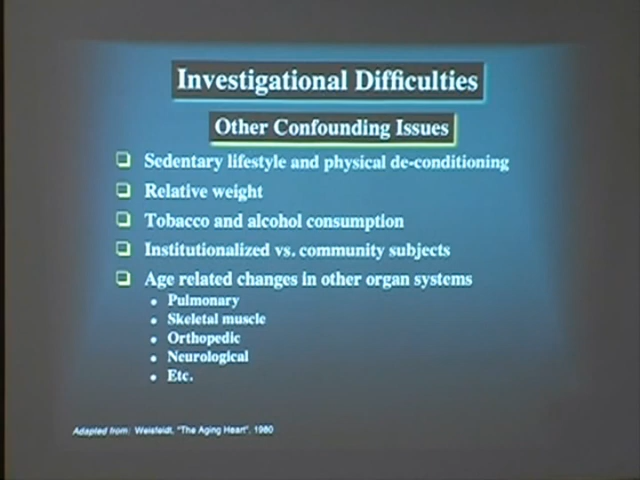 Investigational Difficulties
Other Confounding Issues
Sedentary lifestyle and physical de-conditioning
Relative weight
Tobacco and alcohol consumption
Institutionalized vs. community subjects
Age related changes in other organ systems
Pulmonary
Skeletal muscle
Orthopedic
Neurological
Etc.
Adapted from: Weisfeldt, "The Aging Heart", 1980